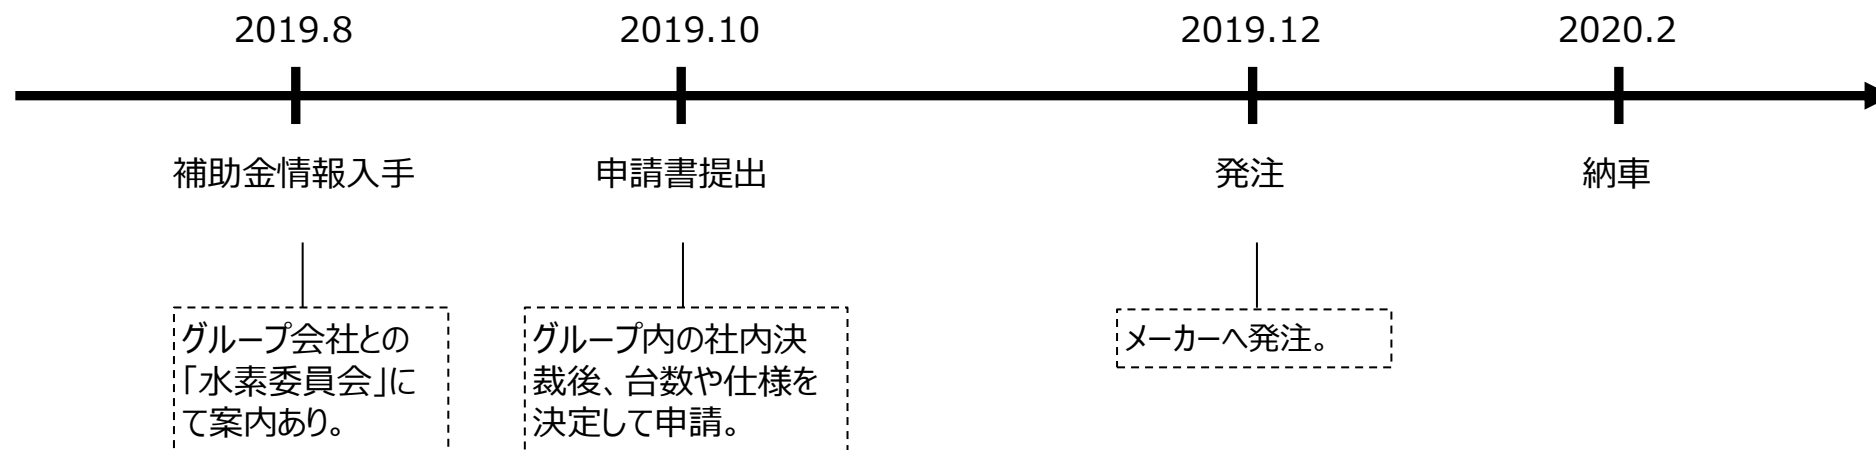 2019.8
2019.10
2019.12
2020.2
補助金情報入手
申請書提出
発注
納車
グループ会社との
「水素委員会」に
て案内あり。
グループ内の社内決
裁後、台数や仕様を
決定して申請。
メーカーへ発注。